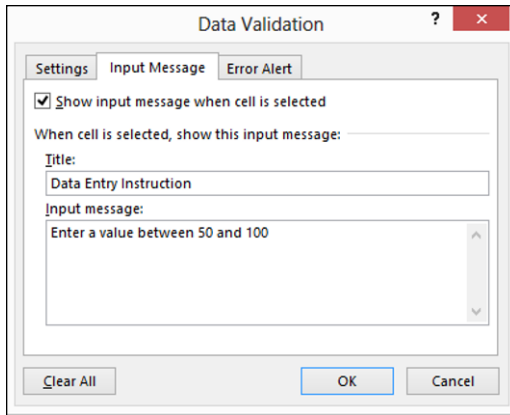 Data Validation
?
Settings Input Message Error Alert
Show input message when cell is selected
When cell is selected, show this input message:
Title:
Data Entry Instruction
Input message:
Enter a value between 50 and 100
Clear All OK Cancel